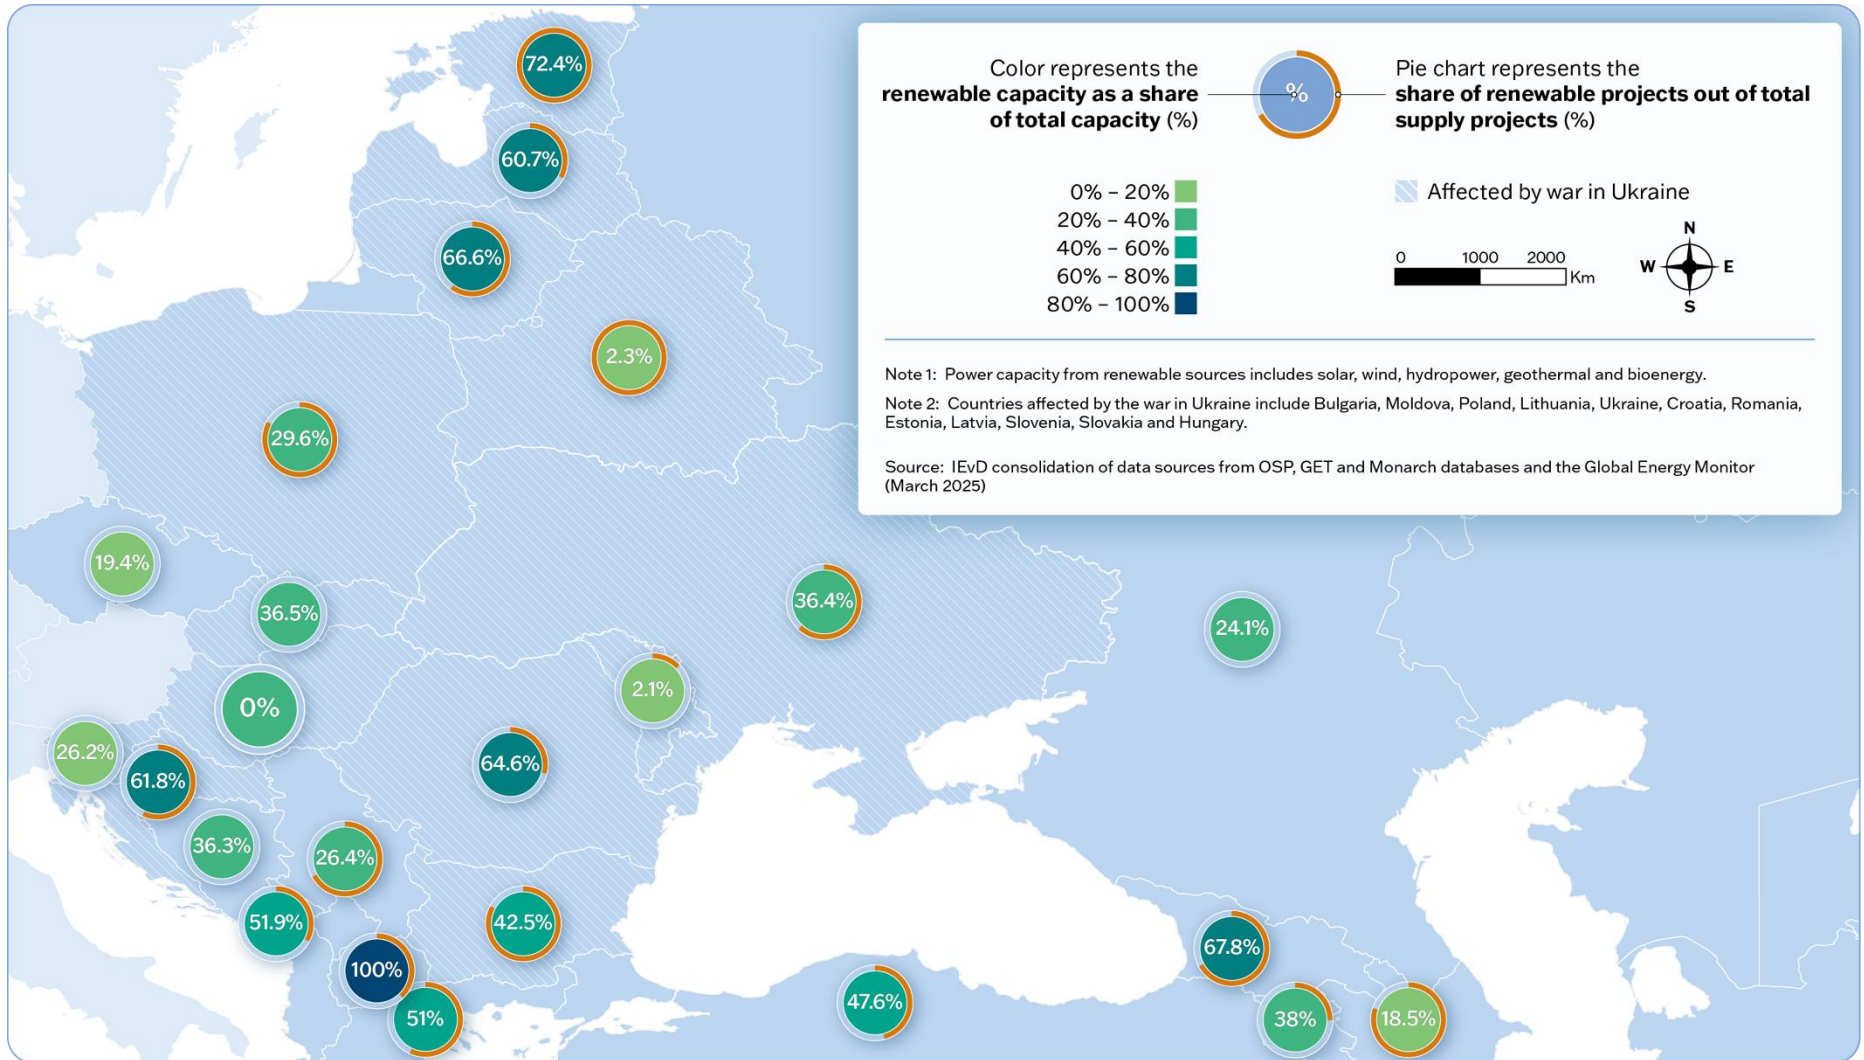 Color represents the
renewable capacity as a share
of total capacity (%)
%
Pie chart represents the
share of renewable projects out of total
supply projects (%)
0% – 20%
20% – 40%
40% – 60%
60% – 80%
80% – 100%
Affected by war in Ukraine
0 1000 2000
Km
N
W E
S
Note 1: Power capacity from renewable sources includes solar, wind, hydropower, geothermal and bioenergy.
Note 2: Countries affected by the war in Ukraine include Bulgaria, Moldova, Poland, Lithuania, Ukraine, Croatia, Romania,
Estonia, Latvia, Slovenia, Slovakia and Hungary.
Source: IEvD consolidation of data sources from OSP, GET and Monarch databases and the Global Energy Monitor
(March 2025)
72.4%
60.7%
66.6%
2.3%
29.6%
19.4%
36.5%
36.4%
24.1%
0%
2.1%
26.2%
61.8%
64.6%
36.3%
26.4%
51.9%
42.5%
67.8%
100%
47.6%
51%
38%
18.5%